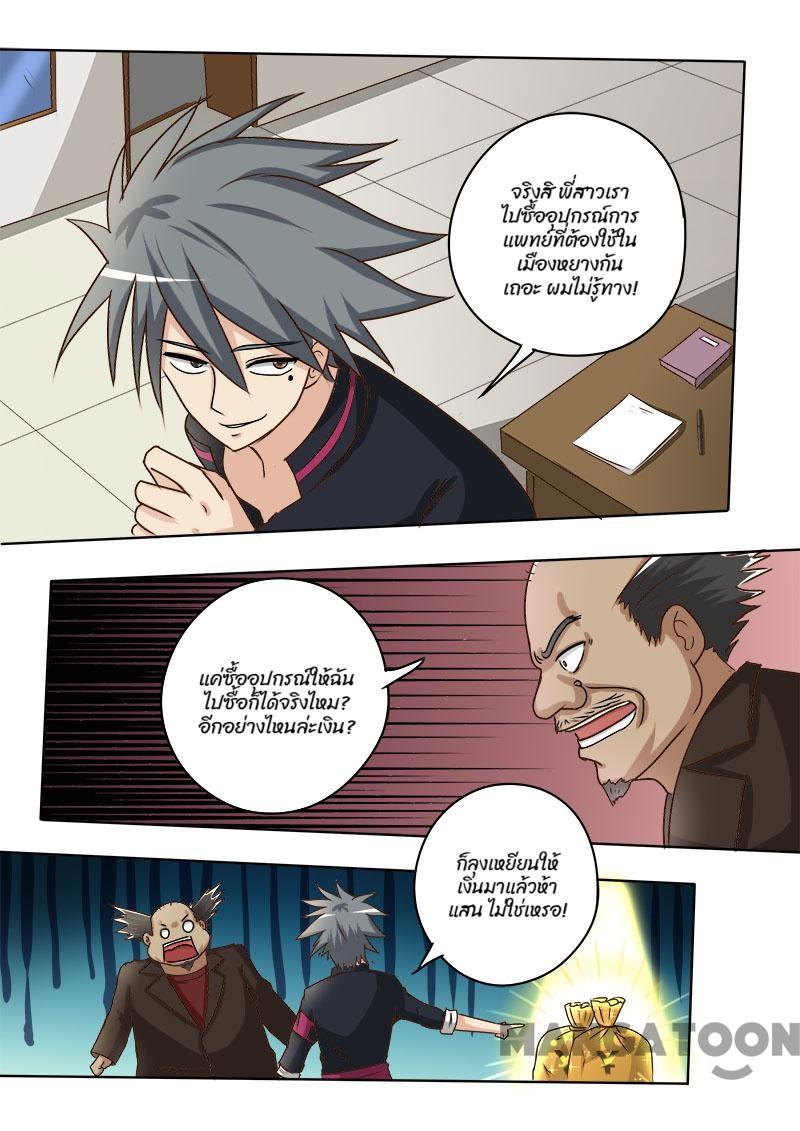 จริงสิ พี่สาวเรา
ไปซื้ออุปกรณ์การ
แพทย์ที่ต้องใช้ใน
เมืองหยางกัน
เถอะ ผมไม่รู้ทาง!
แค่ซื้ออุปกรณ์ให้ฉัน
ไปซื้อก็ได้จริงไหม?
อีกอย่างไหนล่ะเงิน?
ก็ลุงเหยียนให้
เงินมาแล้วห้า
แสน ไม่ใช่เหรอ!
MANGATOON